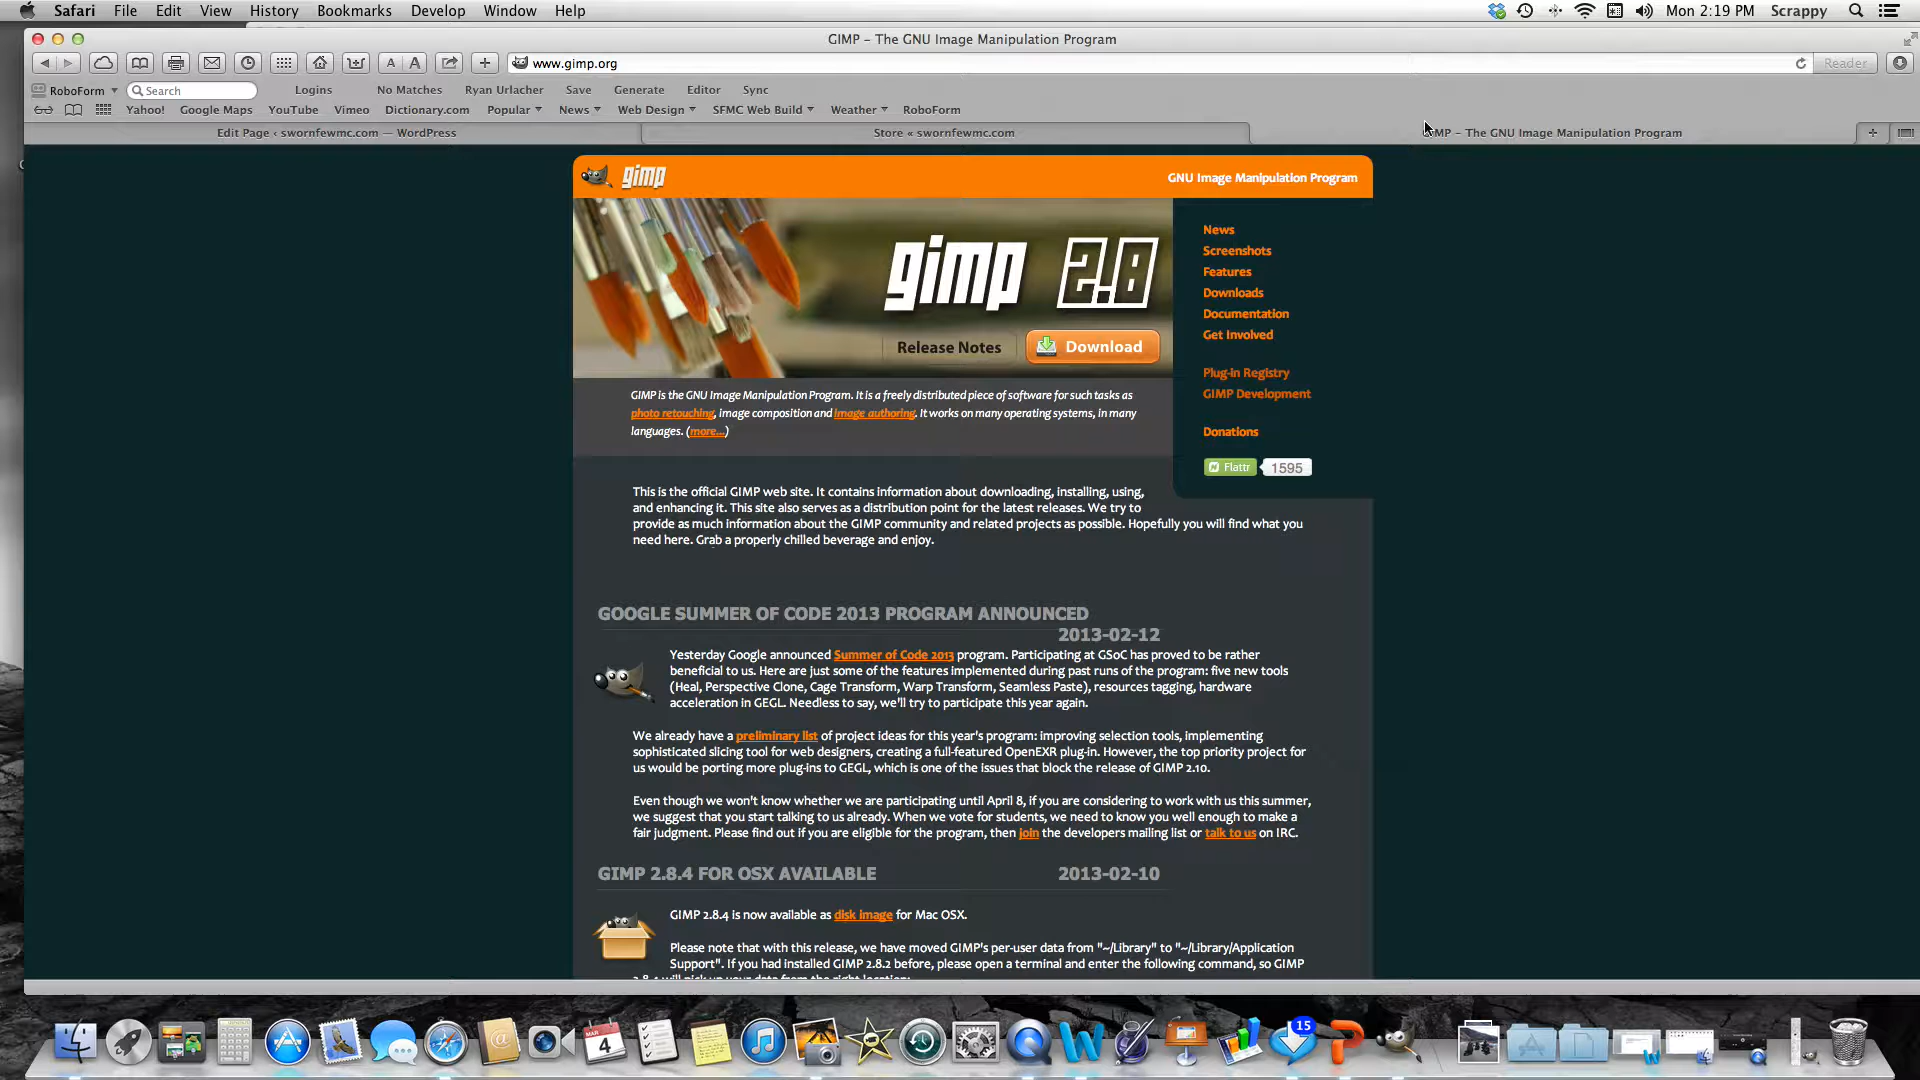 Safari File Edit View History Bookmarks Develop Window Help Mon 2:19 PM Scrappy
GIMP – The GNU Image Manipulation Program
A A www.gimp.org Reader
RoboForm Search Logins No Matches Ryan Urlacher Save Generate Editor Sync
Yahoo! Google Maps YouTube Vimeo Dictionary.com Popular News Web Design SFMC Web Build Weather RoboForm
Edit Page ‹ swornfewmc.com — WordPress Store « swornfewmc.com MP – The GNU Image Manipulation Program
gimp GNU Image Manipulation Program
gimp 2.8
Release Notes Download
News
Screenshots
Features
Downloads
Documentation
Get Involved
Plug-in Registry
GIMP Development
Donations
Flattr 1595
GIMP is the GNU Image Manipulation Program. It is a freely distributed piece of software for such tasks as
photo retouching, image composition and image authoring. It works on many operating systems, in many
languages. (more...)
This is the official GIMP web site. It contains information about downloading, installing, using,
and enhancing it. This site also serves as a distribution point for the latest releases. We try to
provide as much information about the GIMP community and related projects as possible. Hopefully you will find what you
need here. Grab a properly chilled beverage and enjoy.
GOOGLE SUMMER OF CODE 2013 PROGRAM ANNOUNCED
2013-02-12
Yesterday Google announced Summer of Code 2013 program. Participating at GSoC has proved to be rather
beneficial to us. Here are just some of the features implemented during past runs of the program: five new tools
(Heal, Perspective Clone, Cage Transform, Warp Transform, Seamless Paste), resources tagging, hardware
acceleration in GEGL. Needless to say, we'll try to participate this year again.
We already have a preliminary list of project ideas for this year's program: improving selection tools, implementing
sophisticated slicing tool for web designers, creating a full-featured OpenEXR plug-in. However, the top priority project for
us would be porting more plug-ins to GEGL, which is one of the issues that block the release of GIMP 2.10.
Even though we won't know whether we are participating until April 8, if you are considering to work with us this summer,
we suggest that you start talking to us already. When we vote for students, we need to know you well enough to make a
fair judgment. Please find out if you are eligible for the program, then join the developers mailing list or talk to us on IRC.
GIMP 2.8.4 FOR OSX AVAILABLE 2013-02-10
GIMP 2.8.4 is now available as disk image for Mac OSX.
Please note that with this release, we have moved GIMP's per-user data from "~/Library" to "~/Library/Application
Support". If you had installed GIMP 2.8.2 before, please open a terminal and enter the following command, so GIMP
2.8.4 will pick up your data from the right location:
MAR
4
15